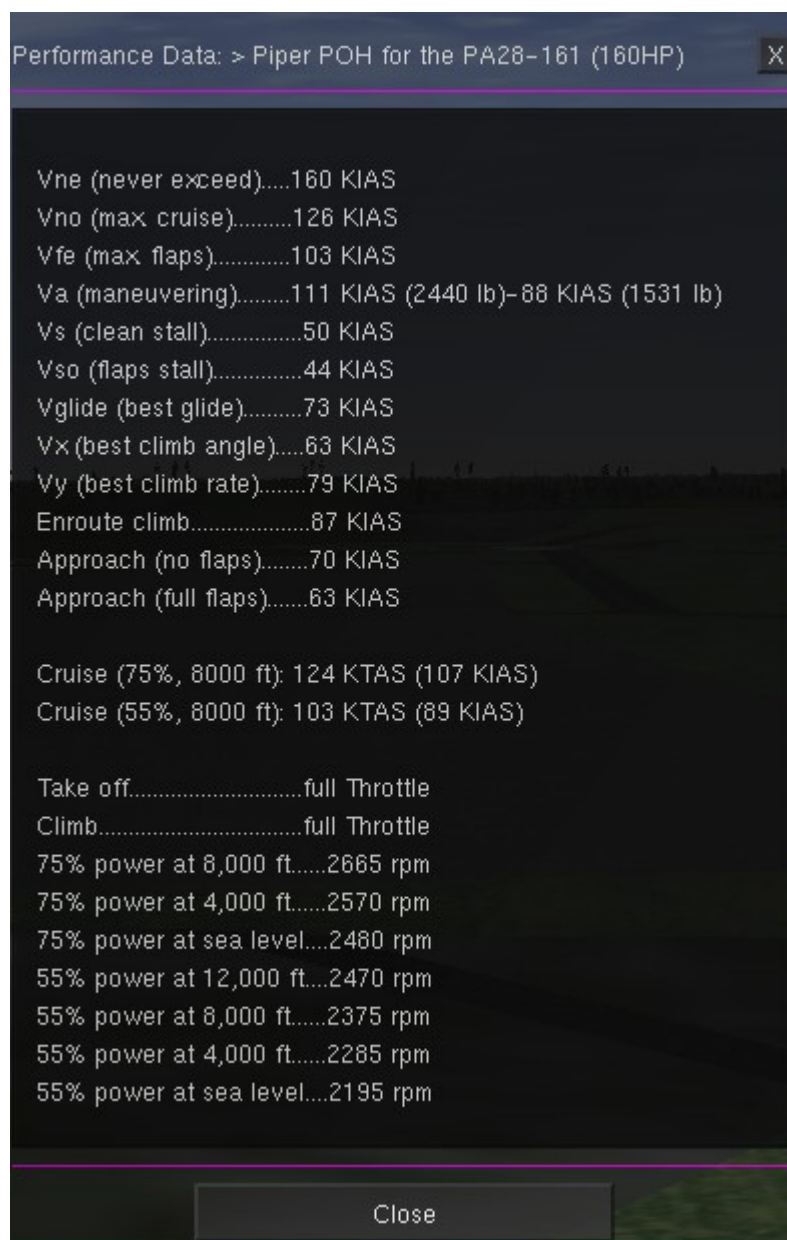 Performance Data: > Piper POH for the PA28-161 (160HP) X
Vne (never exceed).....160 KIAS
Vno (max cruise)..........126 KIAS
Vfe (max flaps).............103 KIAS
Va (maneuvering).........111 KIAS (2440 lb)-88 KIAS (1531 lb)
Vs (clean stall)................50 KIAS
Vso (flaps stall)...............44 KIAS
Vglide (best glide)..........73 KIAS
Vx (best climb angle).....63 KIAS
Vy (best climb rate)........79 KIAS
Enroute climb....................87 KIAS
Approach (no flaps)........70 KIAS
Approach (full flaps).......63 KIAS
Cruise (75%, 8000 ft): 124 KTAS (107 KIAS)
Cruise (55%, 8000 ft): 103 KTAS (89 KIAS)
Take off.............................full Throttle
Climb..................................full Throttle
75% power at 8,000 ft......2665 rpm
75% power at 4,000 ft......2570 rpm
75% power at sea level....2480 rpm
55% power at 12,000 ft....2470 rpm
55% power at 8,000 ft......2375 rpm
55% power at 4,000 ft......2285 rpm
55% power at sea level....2195 rpm
Close